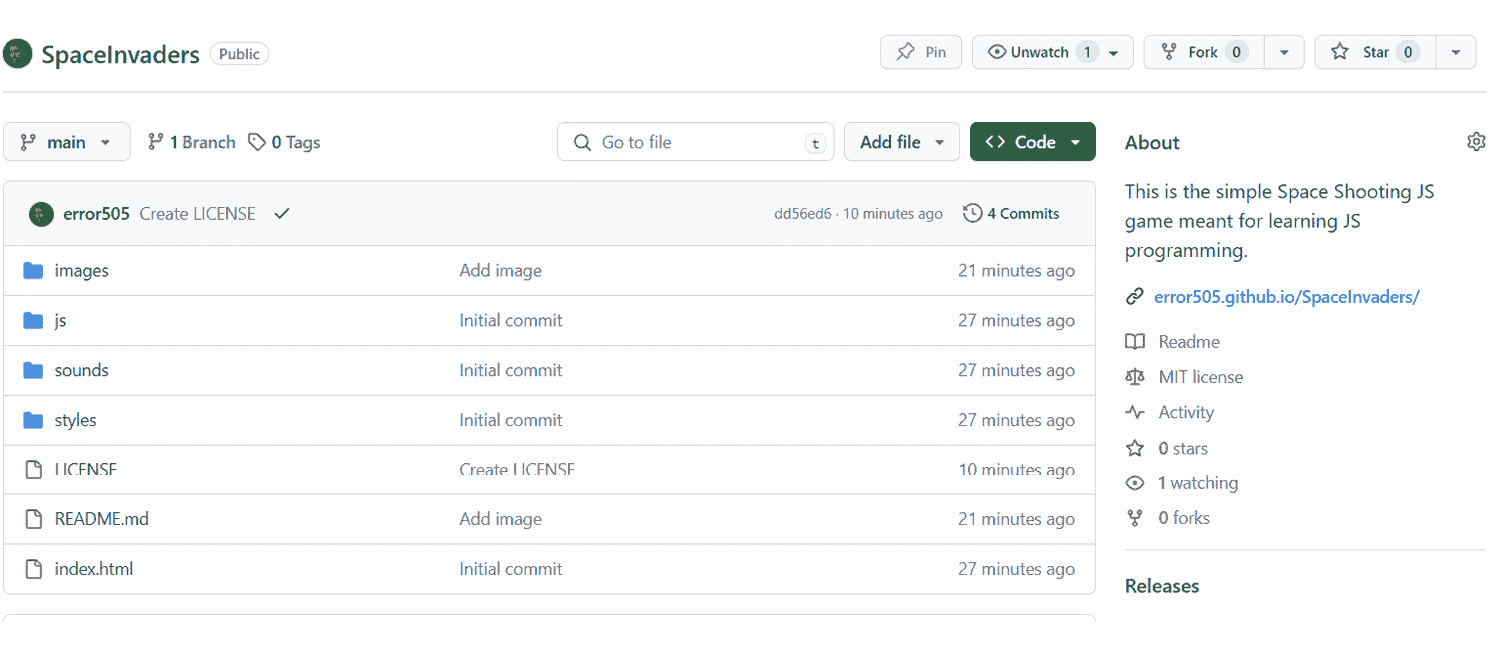 SpaceInvaders Public
Pin Unwatch 1 Fork 0 Star 0
main 1 Branch 0 Tags Go to file t Add file Code
error505 Create LICENSE dd56ed6 · 10 minutes ago 4 Commits
images Add image 21 minutes ago
js Initial commit 27 minutes ago
sounds Initial commit 27 minutes ago
styles Initial commit 27 minutes ago
LICENSE Create LICENSE 10 minutes ago
README.md Add image 21 minutes ago
index.html Initial commit 27 minutes ago
About
This is the simple Space Shooting JS
game meant for learning JS
programming.
error505.github.io/SpaceInvaders/
Readme
MIT license
Activity
0 stars
1 watching
0 forks
Releases